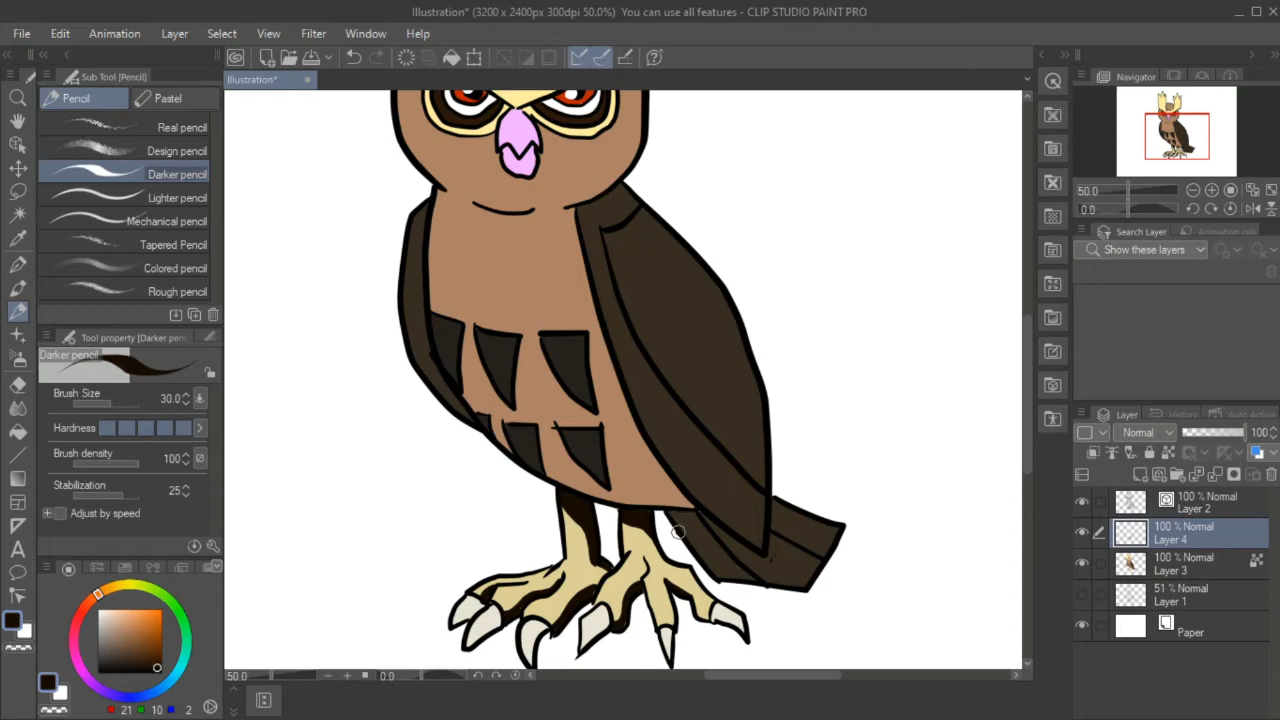 Illustration* (3200 x 2400px 300dpi 50.0%) You can use all features - CLIP STUDIO PAINT PRO
File Edit Animation Layer Select View Filter Window Help
Sub Tool [Pencil]
Illustration*
Navigator
Pencil Pastel
Real pencil
Design pencil
Darker pencil
Lighter pencil
Mechanical pencil
Tapered Pencil
Colored pencil
Rough pencil
50.0
0.0
Search Layer Animation cels
Show these layers
Tool property [Darker penc
Darker pencil
Brush Size 30.0
Hardness
Brush density 100
Stabilization 25
Adjust by speed
Layer History Auto Action
Normal 100
100 % Normal
Layer 2
100 % Normal
Layer 4
100 % Normal
Layer 3
51 % Normal
Layer 1
Paper
50.0 0.0
21 10 2